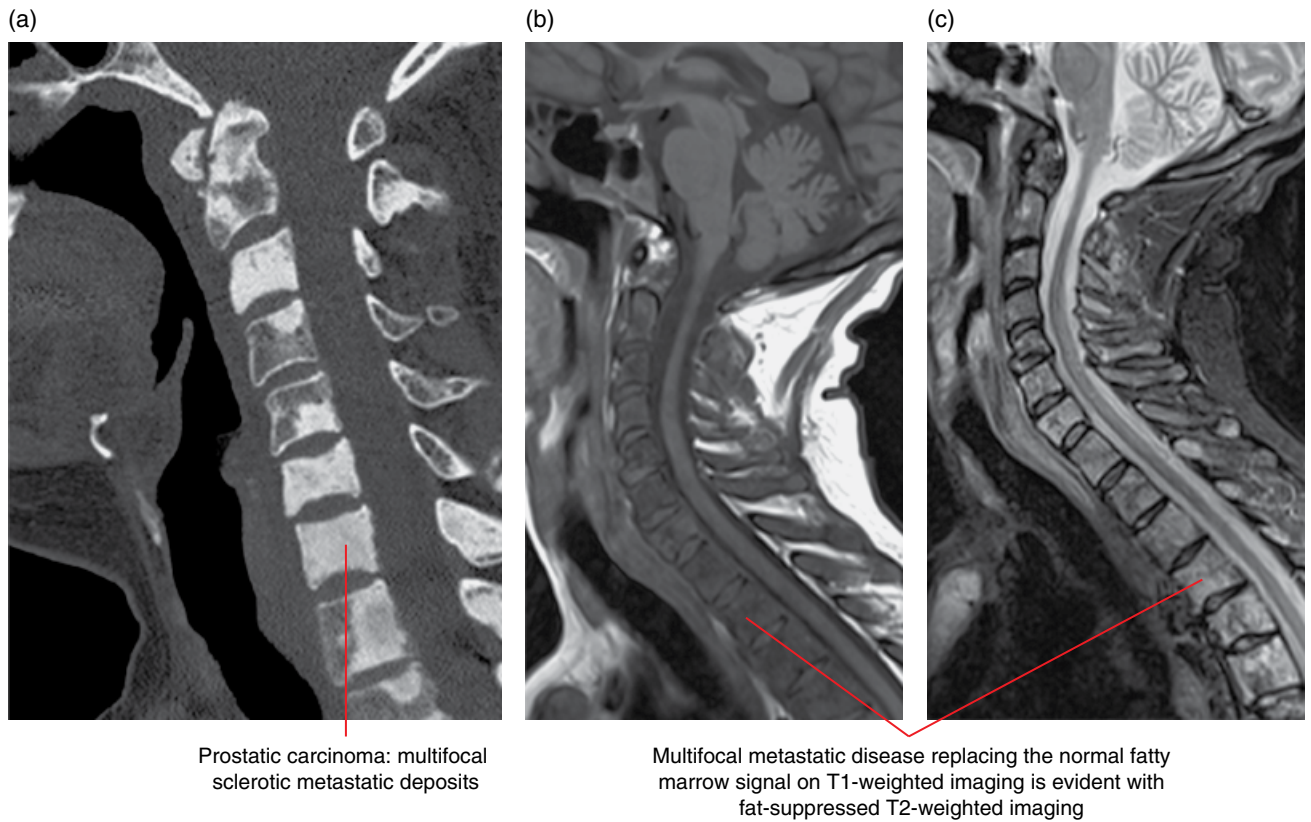 (a)
(b)
(c)
Prostatic carcinoma: multifocal
sclerotic metastatic deposits
Multifocal metastatic disease replacing the normal fatty
marrow signal on T1-weighted imaging is evident with
fat-suppressed T2-weighted imaging